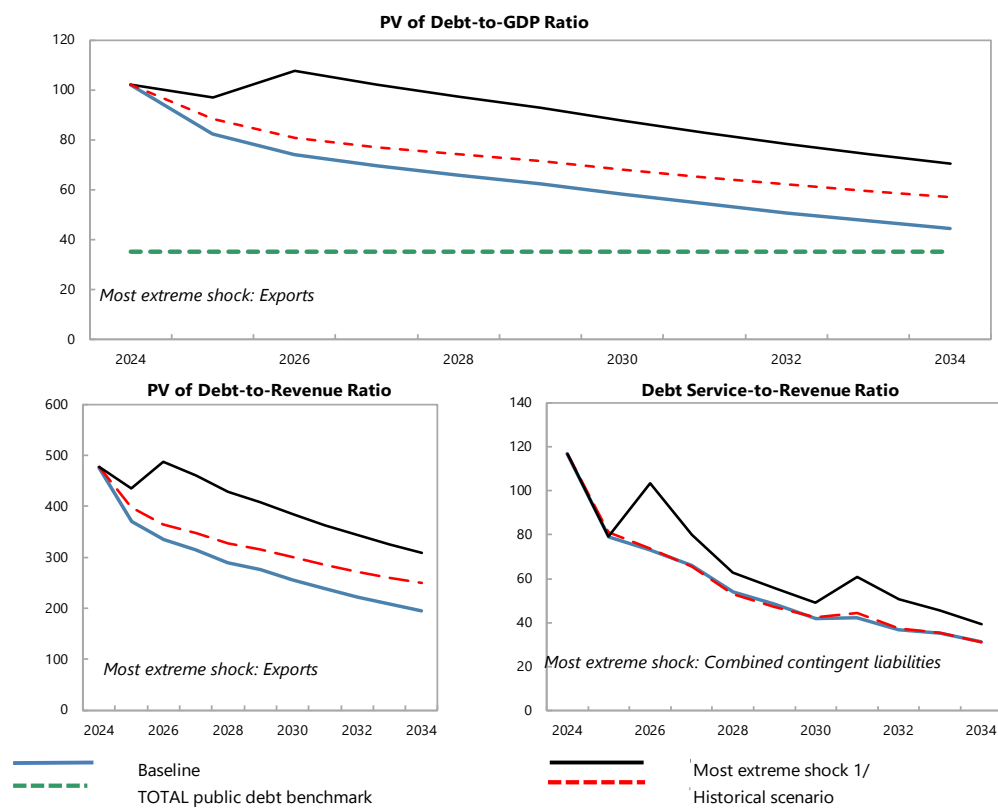 PV of Debt-to-GDP Ratio
120
100
80
60
40
20
0
Most extreme shock: Exports
2024 2026 2028 2030 2032 2034
PV of Debt-to-Revenue Ratio
600
500
400
300
200
100
0
Most extreme shock: Exports
2024 2026 2028 2030 2032 2034
Debt Service-to-Revenue Ratio
140
120
100
80
60
40
20
0
Most extreme shock: Combined contingent liabilities
2024 2026 2028 2030 2032 2034
Baseline
TOTAL public debt benchmark
Most extreme shock 1/
Historical scenario